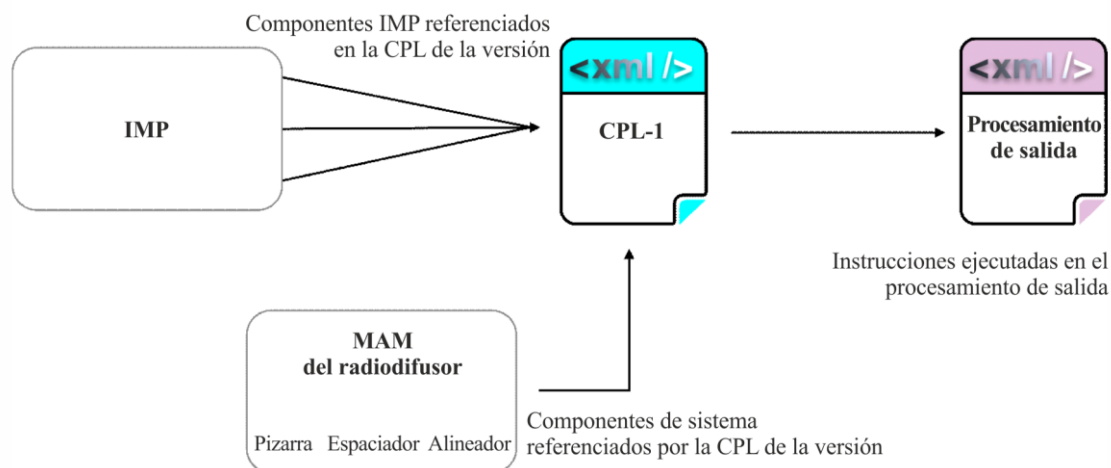 Componentes IMP referenciados
en la CPL de la versión
<xml />
<xml />
IMP
CPL-1
Procesamiento
de salida
Instrucciones ejecutadas en el
procesamiento de salida
MAM
del radiodifusor
Pizarra Espaciador Alineador
Componentes de sistema
referenciados por la CPL de la versión